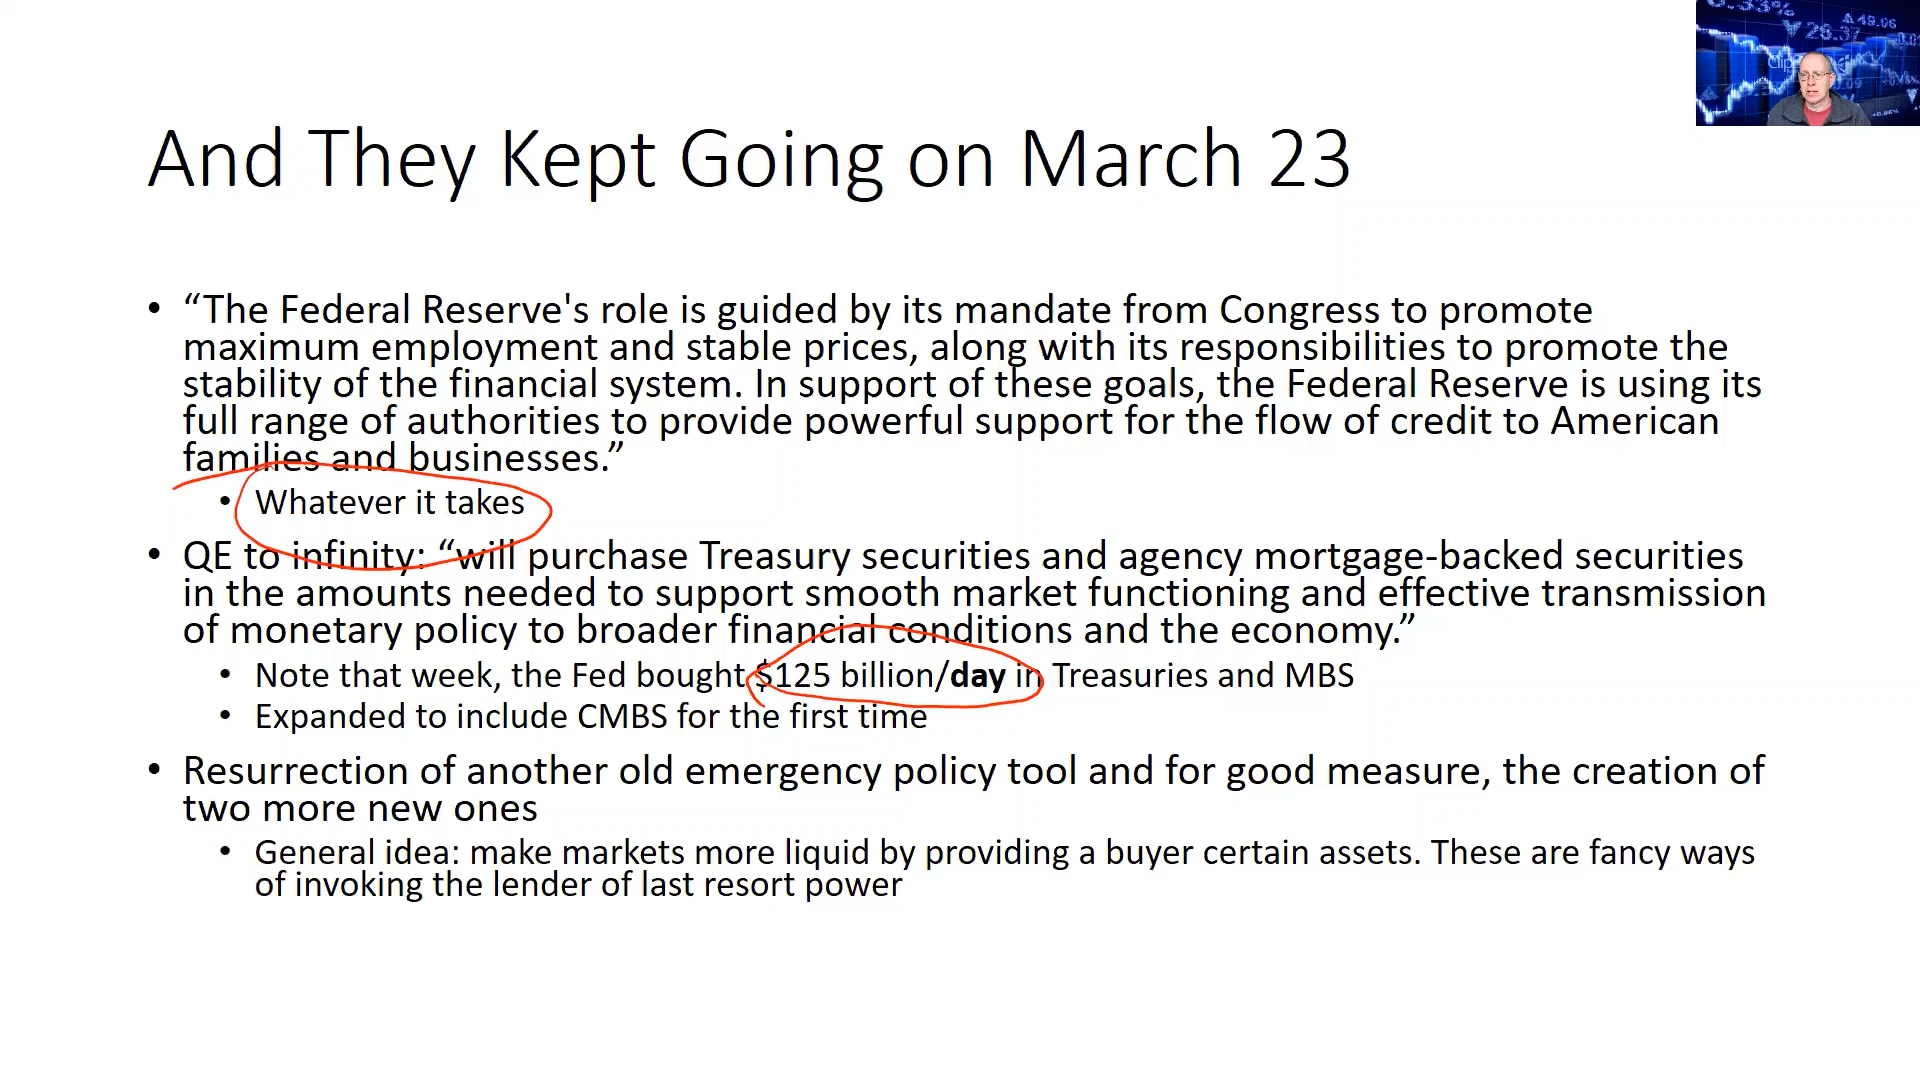 0.33%
49.06
26.37
And They Kept Going on March 23
• “The Federal Reserve's role is guided by its mandate from Congress to promote
maximum employment and stable prices, along with its responsibilities to promote the
stability of the financial system. In support of these goals, the Federal Reserve is using its
full range of authorities to provide powerful support for the flow of credit to American
families and businesses.”
• Whatever it takes
• QE to infinity: “will purchase Treasury securities and agency mortgage-backed securities
in the amounts needed to support smooth market functioning and effective transmission
of monetary policy to broader financial conditions and the economy.”
• Note that week, the Fed bought $125 billion/day in Treasuries and MBS
• Expanded to include CMBS for the first time
• Resurrection of another old emergency policy tool and for good measure, the creation of
two more new ones
• General idea: make markets more liquid by providing a buyer certain assets. These are fancy ways
of invoking the lender of last resort power